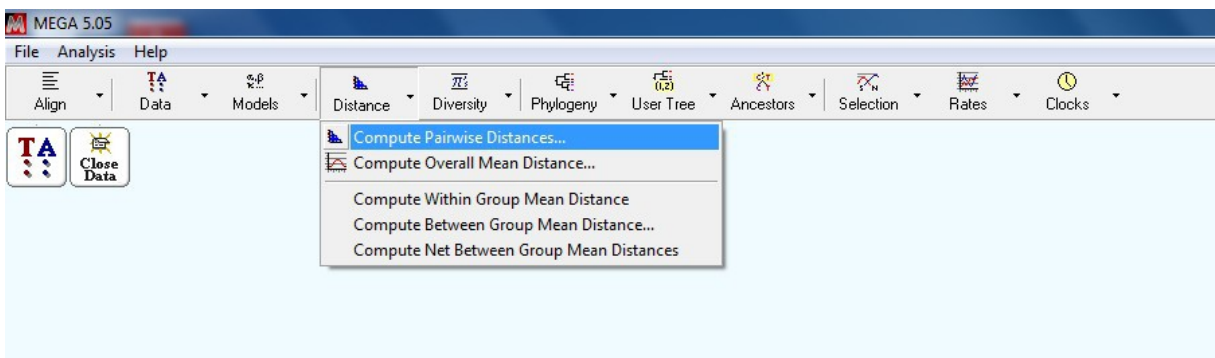 MEGA 5.05
File Analysis Help
Align Data Models Distance Diversity Phylogeny User Tree Ancestors Selection Rates Clocks
TA Close Data
Compute Pairwise Distances...
Compute Overall Mean Distance...
Compute Within Group Mean Distance
Compute Between Group Mean Distance...
Compute Net Between Group Mean Distances